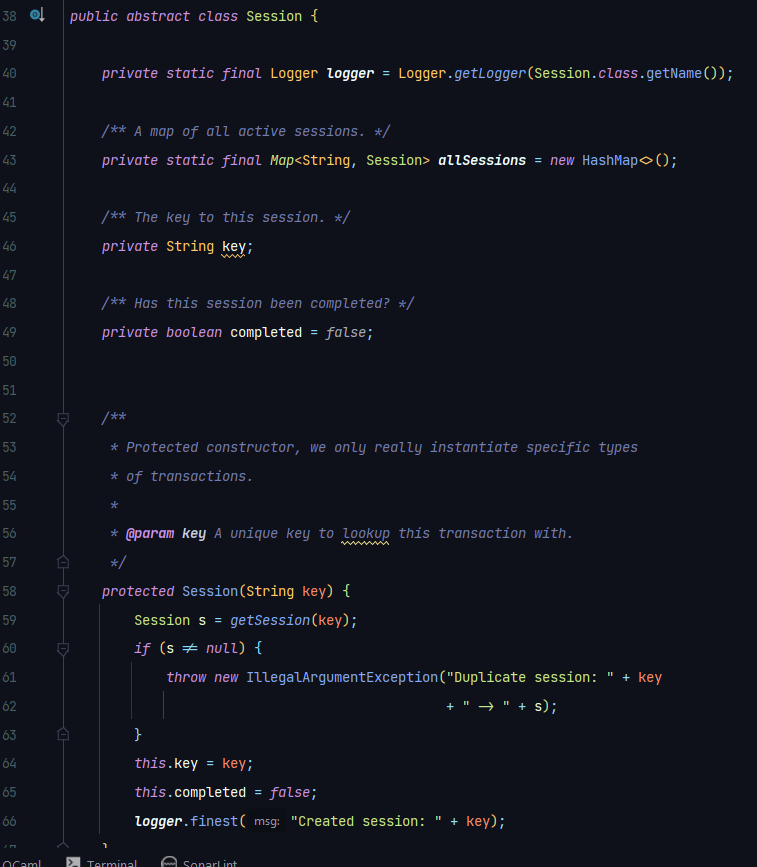 38 public abstract class Session {
39
40 private static final Logger logger = Logger.getLogger(Session.class.getName());
41
42 /** A map of all active sessions. */
43 private static final Map<String, Session> allSessions = new HashMap<>();
44
45 /** The key to this session. */
46 private String key;
47
48 /** Has this session been completed? */
49 private boolean completed = false;
50
51
52 /**
53 * Protected constructor, we only really instantiate specific types
54 * of transactions.
55 *
56 * @param key A unique key to lookup this transaction with.
57 */
58 protected Session(String key) {
59 Session s = getSession(key);
60 if (s != null) {
61 throw new IllegalArgumentException("Duplicate session: " + key
62 + " -> " + s);
63 }
64 this.key = key;
65 this.completed = false;
66 logger.finest( msg: "Created session: " + key);
67 }
OCaml Terminal SonarLint